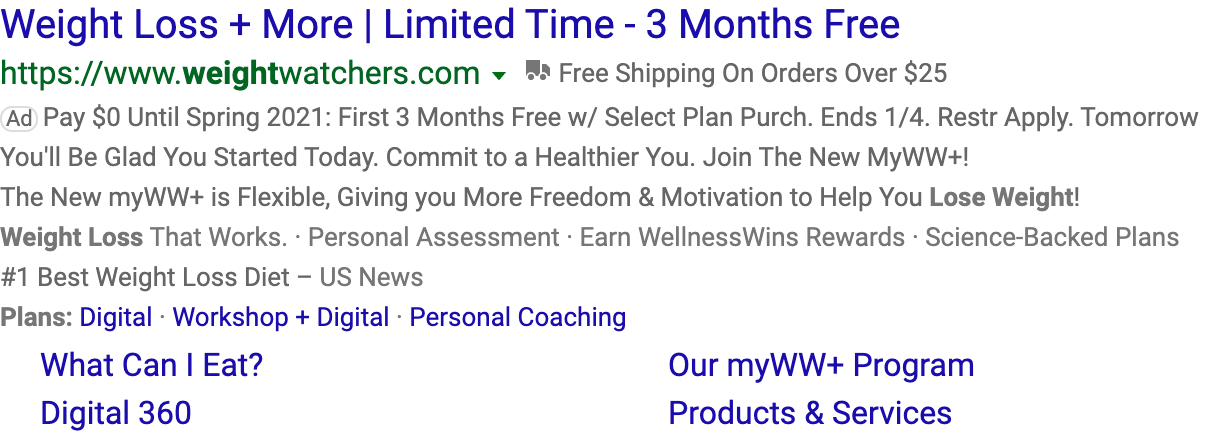 Weight Loss + More | Limited Time - 3 Months Free
https://www.weightwatchers.com Free Shipping On Orders Over $25
Ad Pay $0 Until Spring 2021: First 3 Months Free w/ Select Plan Purch. Ends 1/4. Restr Apply. Tomorrow
You'll Be Glad You Started Today. Commit to a Healthier You. Join The New MyWW+!
The New myWW+ is Flexible, Giving you More Freedom & Motivation to Help You Lose Weight!
Weight Loss That Works. · Personal Assessment · Earn WellnessWins Rewards · Science-Backed Plans
#1 Best Weight Loss Diet – US News
Plans: Digital · Workshop + Digital · Personal Coaching
What Can I Eat? Our myWW+ Program
Digital 360 Products & Services